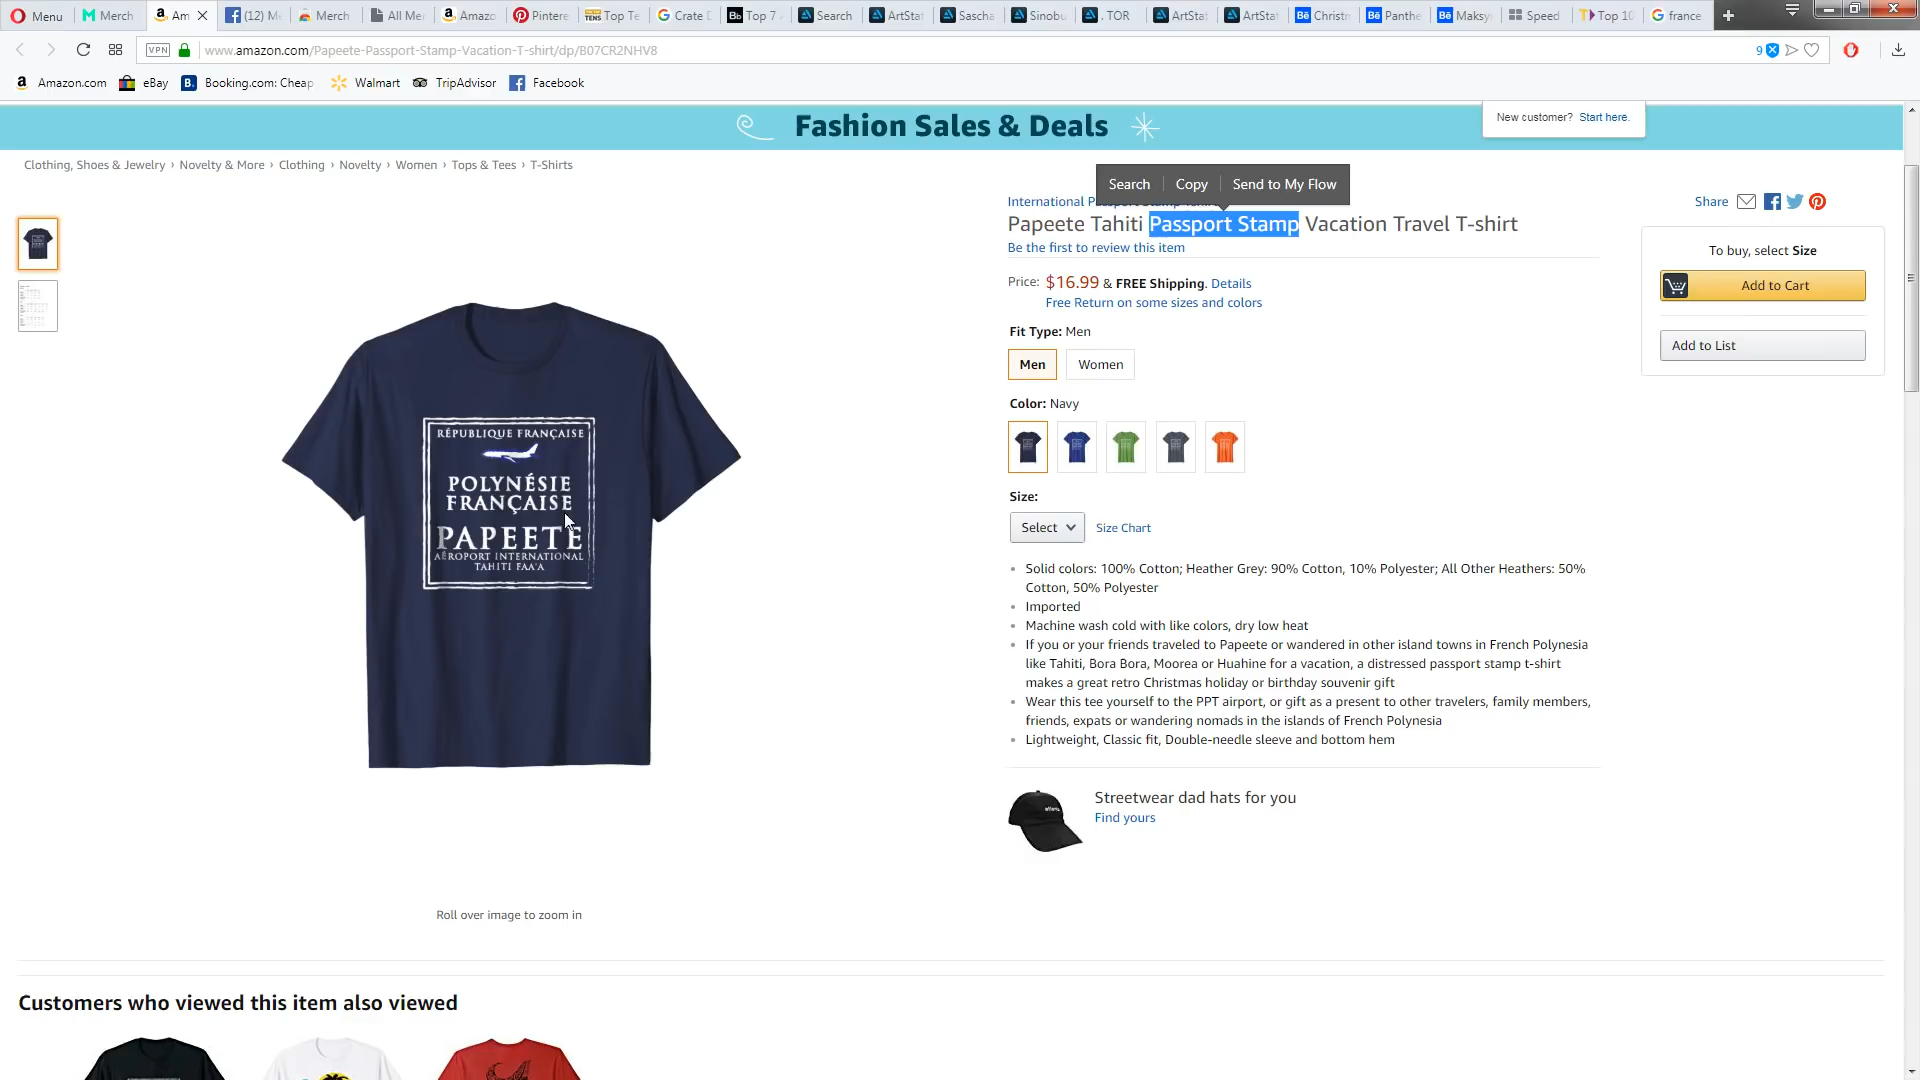 Menu
Merch
Am
(12) M
Merch
All Me
Amazo
Pintere
Top Te
Crate D
Top 7
Search
ArtStat
Sascha
Sinobu
. TOR
ArtStat
ArtStat
Christm
Panthe
Maksy
Speed
Top 10
france
VPN
www.amazon.com/Papeete-Passport-Stamp-Vacation-T-shirt/dp/B07CR2NHV8
9
Amazon.com
eBay
Booking.com: Cheap
Walmart
TripAdvisor
Facebook
Fashion Sales & Deals
New customer? Start here.
Clothing, Shoes & Jewelry › Novelty & More › Clothing › Novelty › Women › Tops & Tees › T-Shirts
Search
Copy
Send to My Flow
International
Papeete Tahiti Passport Stamp Vacation Travel T-shirt
Be the first to review this item
Share
Price: $16.99 & FREE Shipping. Details
Free Return on some sizes and colors
Fit Type: Men
Men
Women
Color: Navy
Size:
Select
Size Chart
Solid colors: 100% Cotton; Heather Grey: 90% Cotton, 10% Polyester; All Other Heathers: 50%
Cotton, 50% Polyester
Imported
Machine wash cold with like colors, dry low heat
If you or your friends traveled to Papeete or wandered in other island towns in French Polynesia
like Tahiti, Bora Bora, Moorea or Huahine for a vacation, a distressed passport stamp t-shirt
makes a great retro Christmas holiday or birthday souvenir gift
Wear this tee yourself to the PPT airport, or gift as a present to other travelers, family members,
friends, expats or wandering nomads in the islands of French Polynesia
Lightweight, Classic fit, Double-needle sleeve and bottom hem
Streetwear dad hats for you
Find yours
To buy, select Size
Add to Cart
Add to List
RÉPUBLIQUE FRANÇAISE
POLYNÉSIE
FRANÇAISE
PAPEETE
AÉROPORT INTERNATIONAL
TAHITI FAA'A
Roll over image to zoom in
Customers who viewed this item also viewed